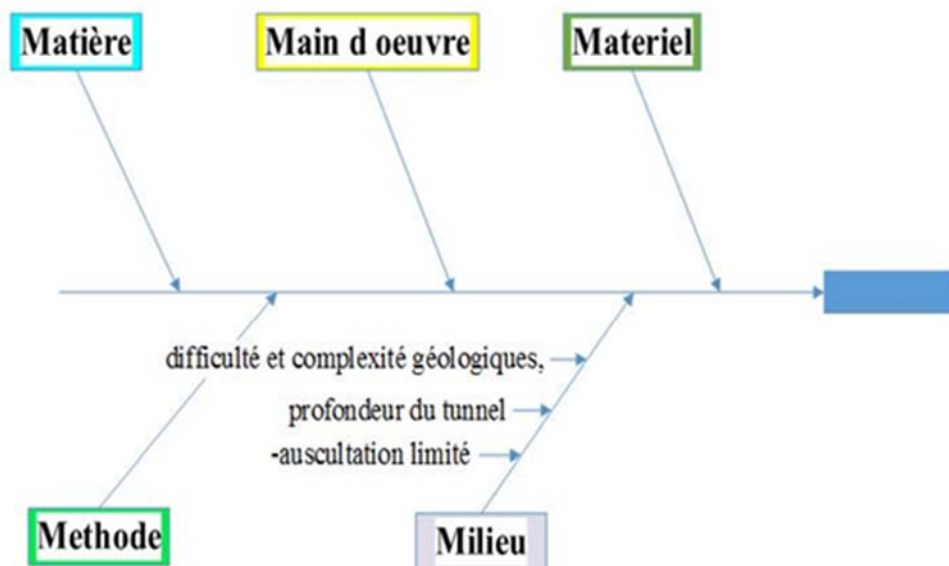 Matière
Main d oeuvre
Materiel
difficulté et complexité géologiques,
profondeur du tunnel
-auscultation limité
Methode
Milieu